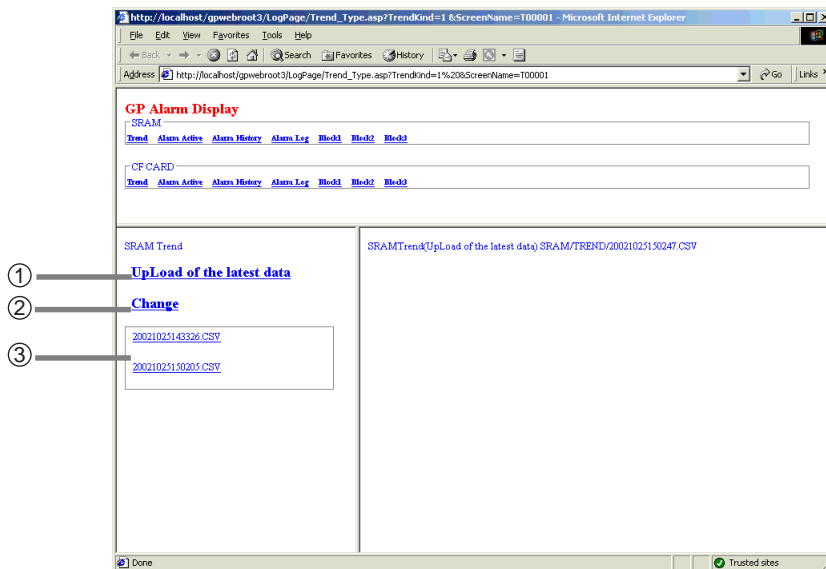 http://localhost/gpwebroot3/LogPage/Trend_Type.asp?TrendKind=1 &ScreenName=T00001 - Microsoft Internet Explorer
File Edit View Favorites Tools Help
Back Search Favorites History
Address http://localhost/gpwebroot3/LogPage/Trend_Type.asp?TrendKind=1%20&ScreenName=T00001 Go Links
GP Alarm Display
SRAM
Trend Alarm Active Alarm History Alarm Log Block1 Block2 Block3
CF CARD
Trend Alarm Active Alarm History Alarm Log Block1 Block2 Block3
SRAM Trend
① UpLoad of the latest data
② Change
③
20021025143326.CSV
20021025150205.CSV
SRAMTrend(UpLoad of the latest data) SRAM/TREND/20021025150247.CSV
Done Trusted sites